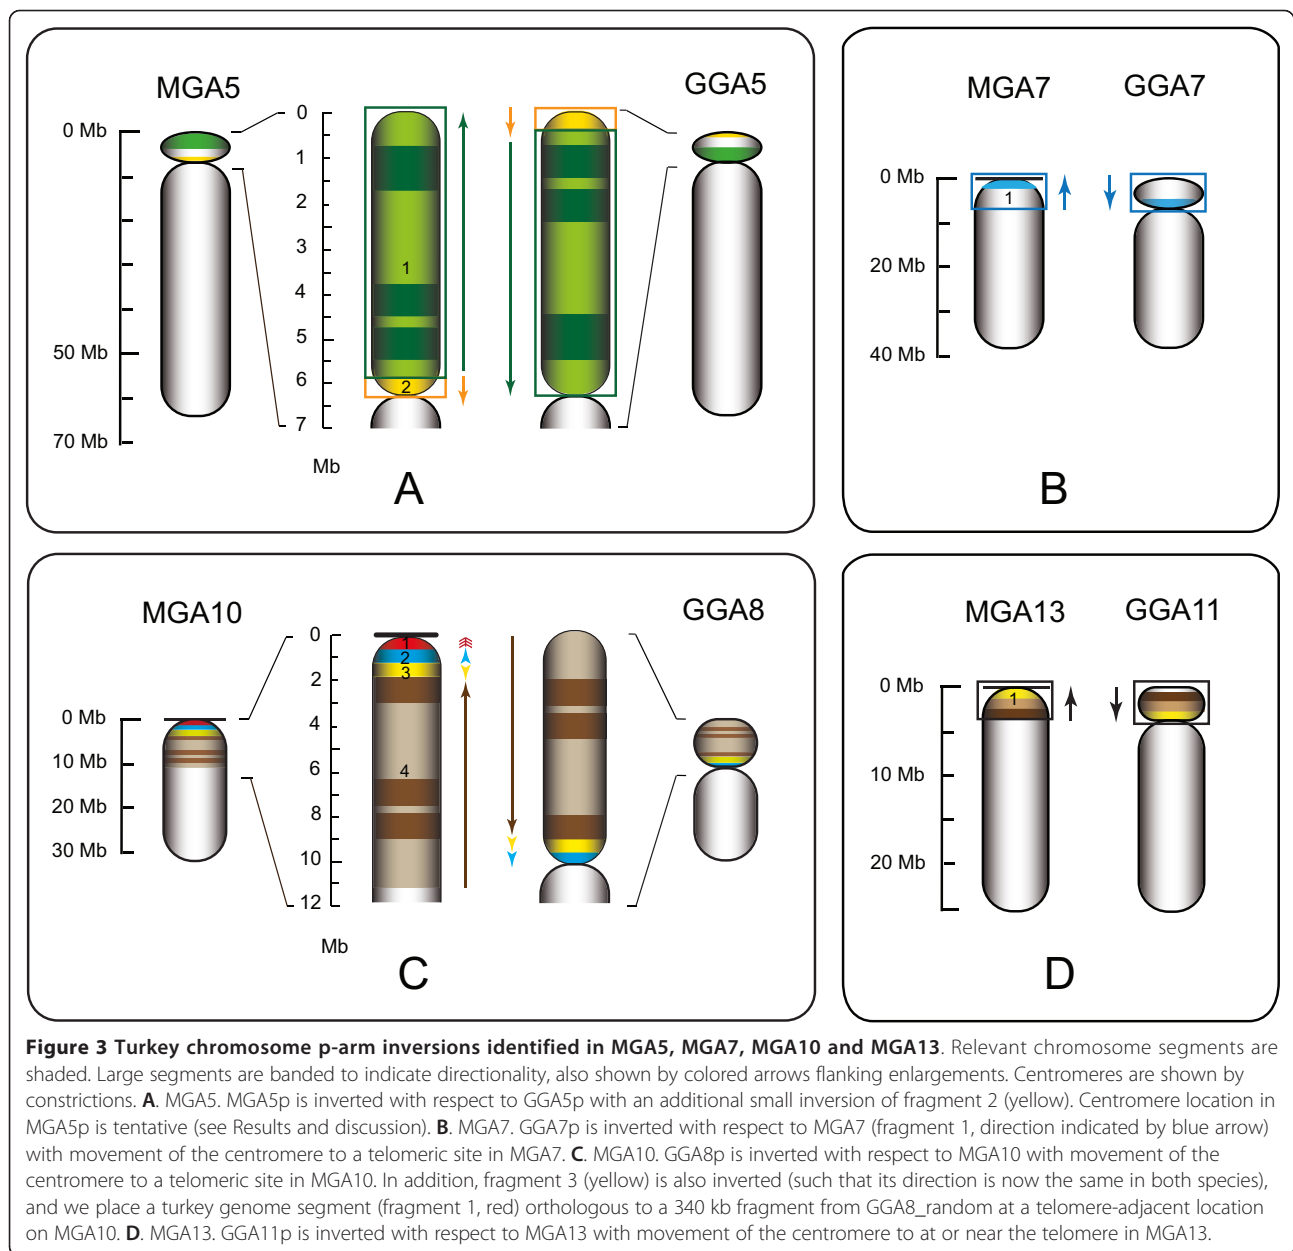 MGA5
GGA5
0 Mb
50 Mb
70 Mb
0
1
2
3
4
5
6
7
Mb
1
2
A
MGA7
GGA7
0 Mb
20 Mb
40 Mb
1
B
MGA10
GGA8
0 Mb
10 Mb
20 Mb
30 Mb
0
2
4
6
8
10
12
Mb
1
2
3
4
C
MGA13
GGA11
0 Mb
10 Mb
20 Mb
1
D
Figure 3 Turkey chromosome p-arm inversions identified in MGA5, MGA7, MGA10 and MGA13. Relevant chromosome segments are
shaded. Large segments are banded to indicate directionality, also shown by colored arrows flanking enlargements. Centromeres are shown by
constrictions. A. MGA5. MGA5p is inverted with respect to GGA5p with an additional small inversion of fragment 2 (yellow). Centromere location in
MGA5p is tentative (see Results and discussion). B. MGA7. GGA7p is inverted with respect to MGA7 (fragment 1, direction indicated by blue arrow)
with movement of the centromere to a telomeric site in MGA7. C. MGA10. GGA8p is inverted with respect to MGA10 with movement of the
centromere to a telomeric site in MGA10. In addition, fragment 3 (yellow) is also inverted (such that its direction is now the same in both species),
and we place a turkey genome segment (fragment 1, red) orthologous to a 340 kb fragment from GGA8_random at a telomere-adjacent location
on MGA10. D. MGA13. GGA11p is inverted with respect to MGA13 with movement of the centromere to at or near the telomere in MGA13.